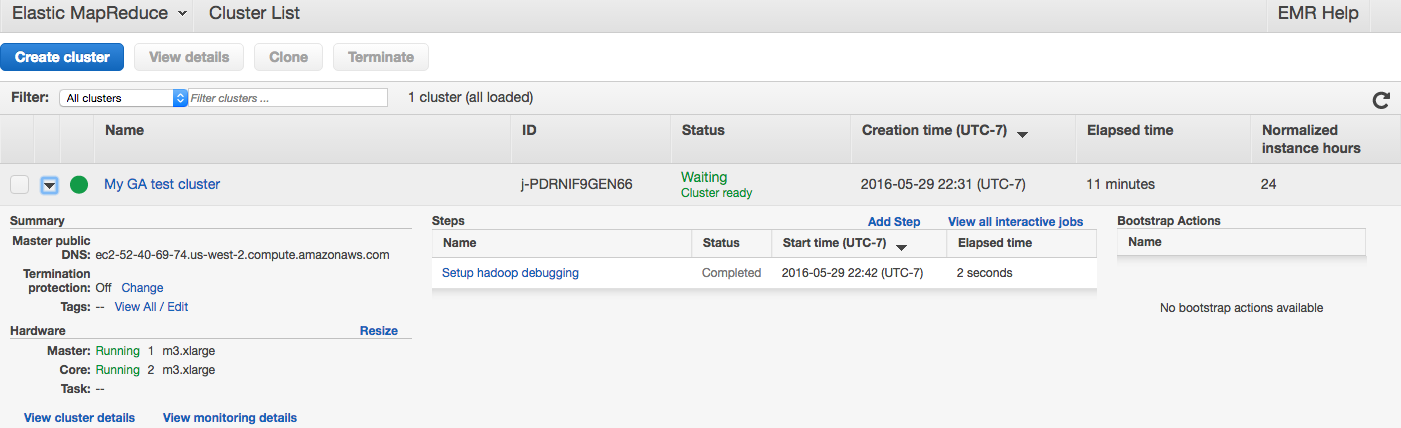 Elastic MapReduce Cluster List EMR Help
Create cluster View details Clone Terminate
Filter: All clusters Filter clusters ... 1 cluster (all loaded)
Name ID Status Creation time (UTC-7) Elapsed time Normalized instance hours
My GA test cluster j-PDRNIF9GEN66 Waiting Cluster ready 2016-05-29 22:31 (UTC-7) 11 minutes 24
Summary
Master public
DNS: ec2-52-40-69-74.us-west-2.compute.amazonaws.com
Termination
protection: Off Change
Tags: -- View All / Edit
Hardware Resize
Master: Running 1 m3.xlarge
Core: Running 2 m3.xlarge
Task: --
View cluster details View monitoring details
Steps Add Step View all interactive jobs
Name Status Start time (UTC-7) Elapsed time
Setup hadoop debugging Completed 2016-05-29 22:42 (UTC-7) 2 seconds
Bootstrap Actions
Name
No bootstrap actions available